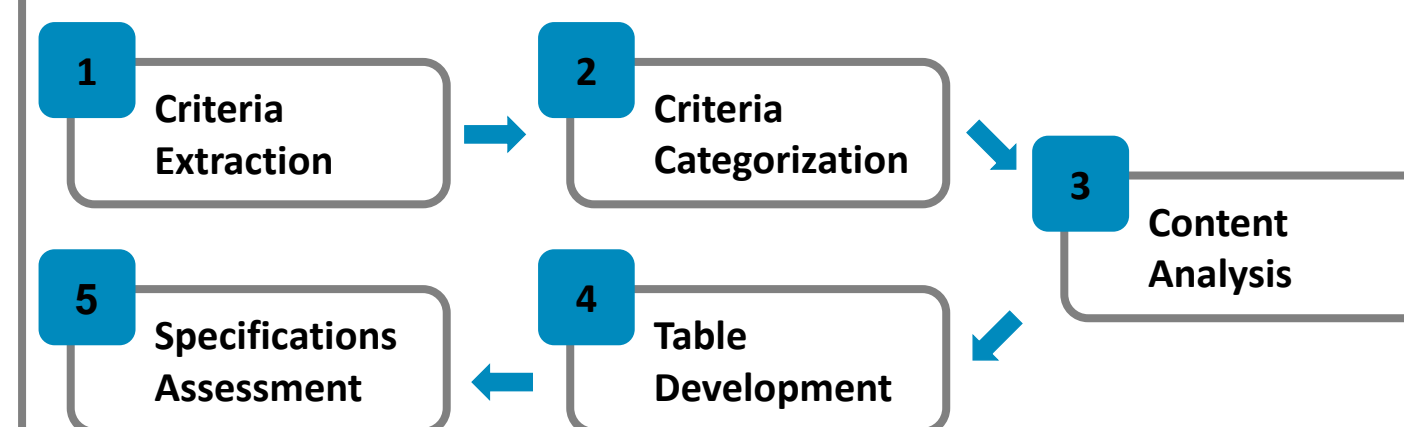 1
Criteria
Extraction
2
Criteria
Categorization
3
Content
Analysis
4
Table
Development
5
Specifications
Assessment